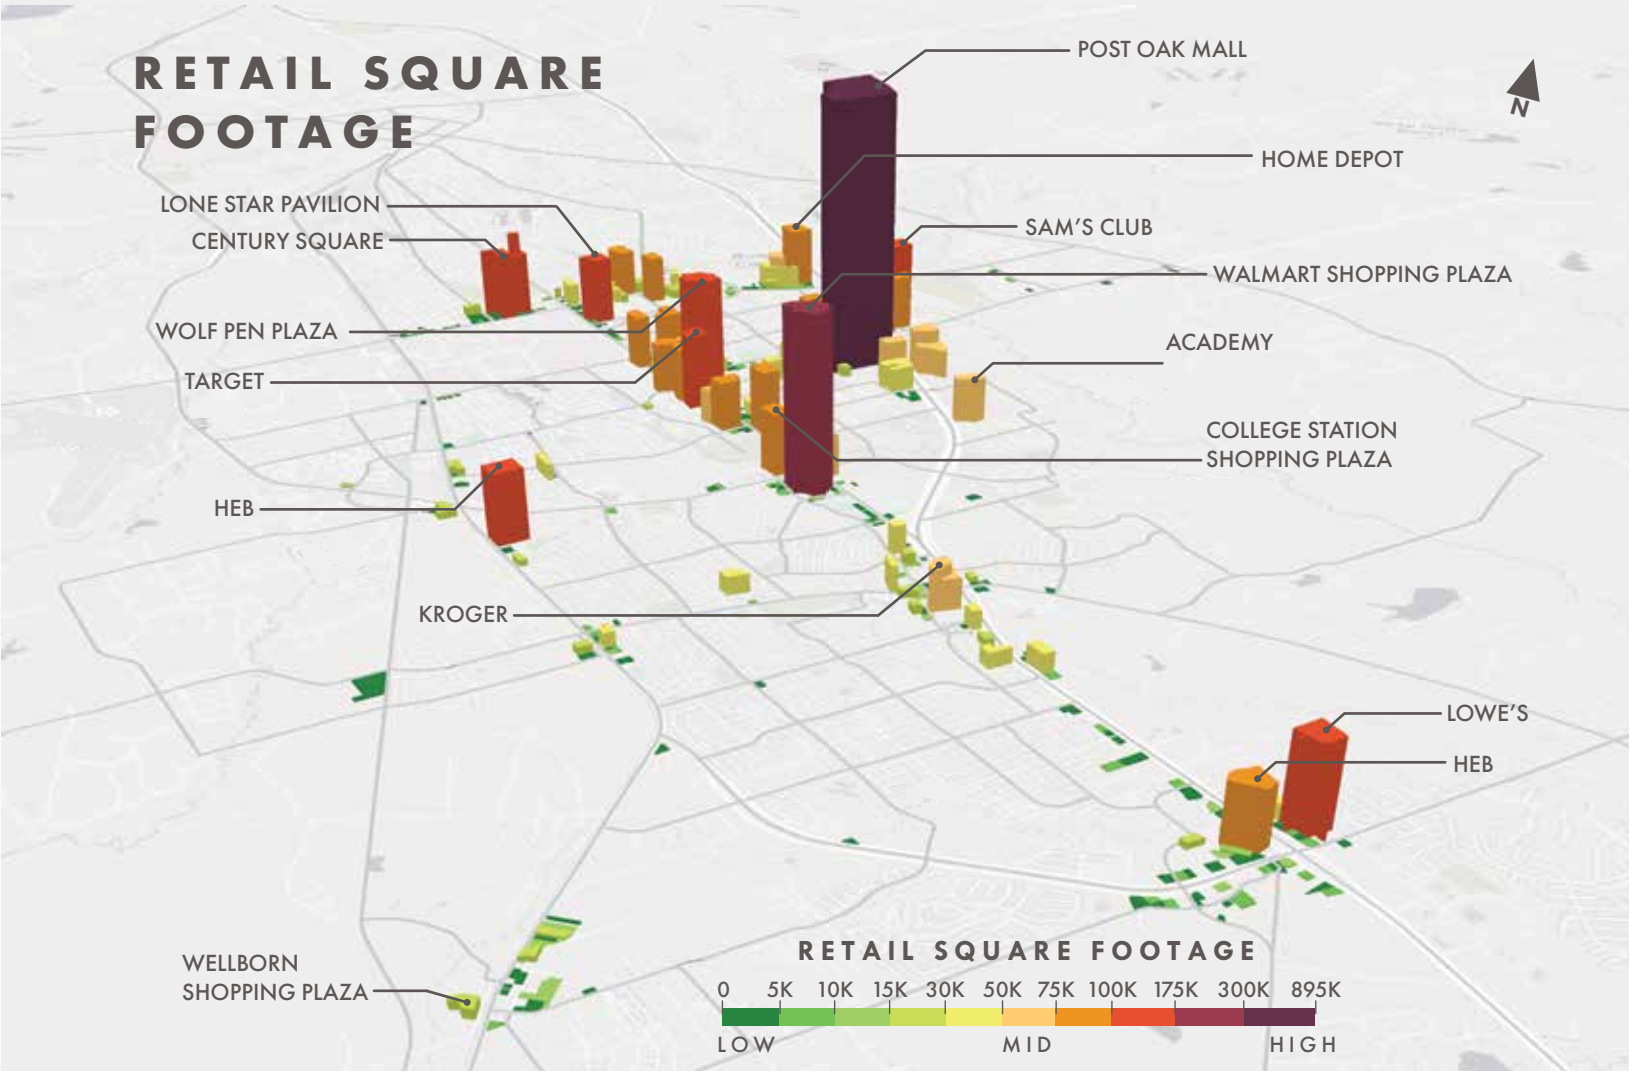 RETAIL SQUARE
FOOTAGE
POST OAK MALL
N
HOME DEPOT
LONE STAR PAVILION
CENTURY SQUARE
SAM'S CLUB
WALMART SHOPPING PLAZA
WOLF PEN PLAZA
ACADEMY
TARGET
COLLEGE STATION
SHOPPING PLAZA
HEB
KROGER
LOWE'S
HEB
WELLBORN
SHOPPING PLAZA
RETAIL SQUARE FOOTAGE
0 5K 10K 15K 30K 50K 75K 100K 175K 300K 895K
LOW MID HIGH